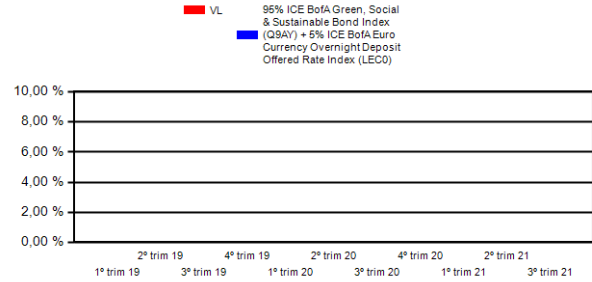 VL
95% ICE BofA Green, Social
& Sustainable Bond Index
(Q9AY) + 5% ICE BofA Euro
Currency Overnight Deposit
Offered Rate Index (LEC0)
10,00 %
8,00 %
6,00 %
4,00 %
2,00 %
0,00 %
2º trim 19 4º trim 19 2º trim 20 4º trim 20 2º trim 21
1º trim 19 3º trim 19 1º trim 20 3º trim 20 1º trim 21 3º trim 21